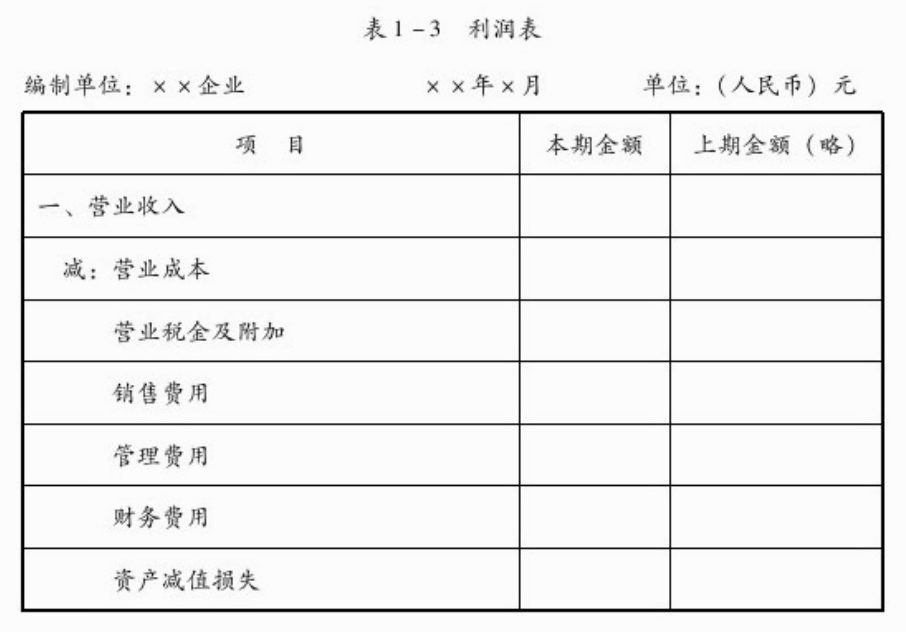 表1-3 利润表
编制单位：××企业 ××年×月 单位：（人民币）元
项 目 本期金额 上期金额（略）
一、营业收入
减：营业成本
营业税金及附加
销售费用
管理费用
财务费用
资产减值损失